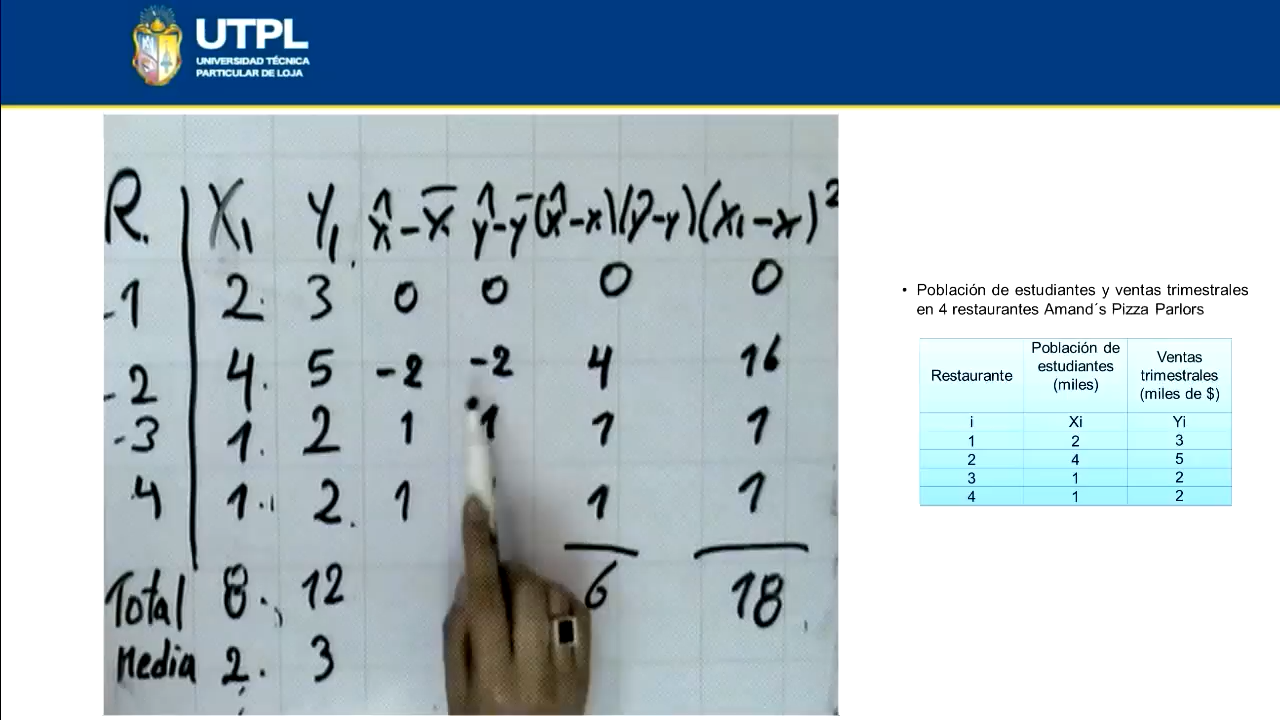 UTPL
UNIVERSIDAD TÉCNICA
PARTICULAR DE LOJA
R. X₁ Y₁ x̂-x̄ ŷ-ȳ (x̂-x)(ŷ-y) (X₁-x)²
-1 2. 3 0 0 0 0
-2 4. 5 -2 -2 4 16
-3 1. 2 1 1 1 1
4 1. 2. 1 1 1
6 18
Total 8. 12
Media 2. 3
• Población de estudiantes y ventas trimestrales
en 4 restaurantes Amand´s Pizza Parlors
Restaurante Población de estudiantes (miles) Ventas trimestrales (miles de $)
i Xi Yi
1 2 3
2 4 5
3 1 2
4 1 2